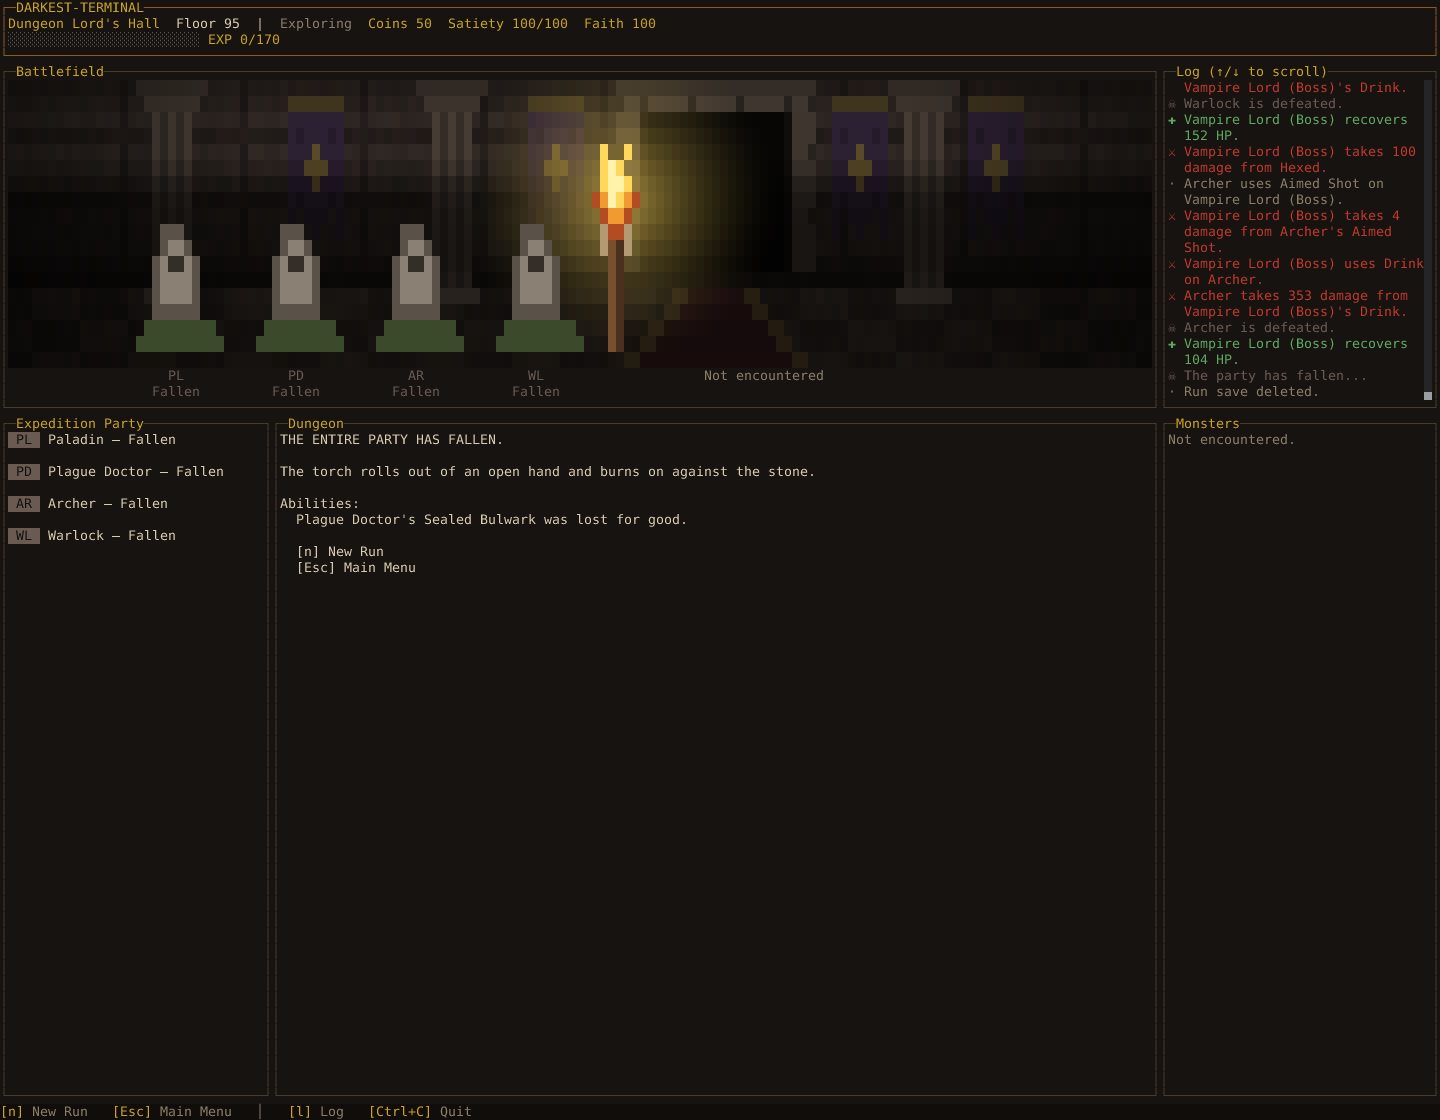 DARKEST-TERMINAL
Dungeon Lord's Hall  Floor 95  |  Exploring  Coins 50  Satiety 100/100  Faith 100
EXP 0/170
Battlefield
PL  PD  AR  WL  Not encountered
Fallen  Fallen  Fallen  Fallen
Log (↑/↓ to scroll)
Vampire Lord (Boss)'s Drink.
☠ Warlock is defeated.
✚ Vampire Lord (Boss) recovers
152 HP.
⚔ Vampire Lord (Boss) takes 100
damage from Hexed.
· Archer uses Aimed Shot on
Vampire Lord (Boss).
⚔ Vampire Lord (Boss) takes 4
damage from Archer's Aimed
Shot.
⚔ Vampire Lord (Boss) uses Drink
on Archer.
⚔ Archer takes 353 damage from
Vampire Lord (Boss)'s Drink.
☠ Archer is defeated.
✚ Vampire Lord (Boss) recovers
104 HP.
☠ The party has fallen...
· Run save deleted.
Expedition Party
PL Paladin — Fallen
PD Plague Doctor — Fallen
AR Archer — Fallen
WL Warlock — Fallen
Dungeon
THE ENTIRE PARTY HAS FALLEN.
The torch rolls out of an open hand and burns on against the stone.
Abilities:
Plague Doctor's Sealed Bulwark was lost for good.
[n] New Run
[Esc] Main Menu
Monsters
Not encountered.
[n] New Run  [Esc] Main Menu  │  [l] Log  [Ctrl+C] Quit